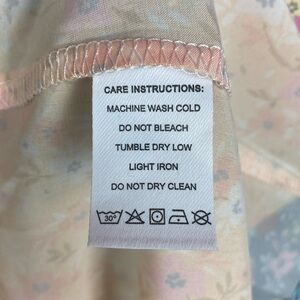 CARE INSTRUCTIONS:
MACHINE WASH COLD
DO NOT BLEACH
TUMBLE DRY LOW
LIGHT IRON
DO NOT DRY CLEAN
30°